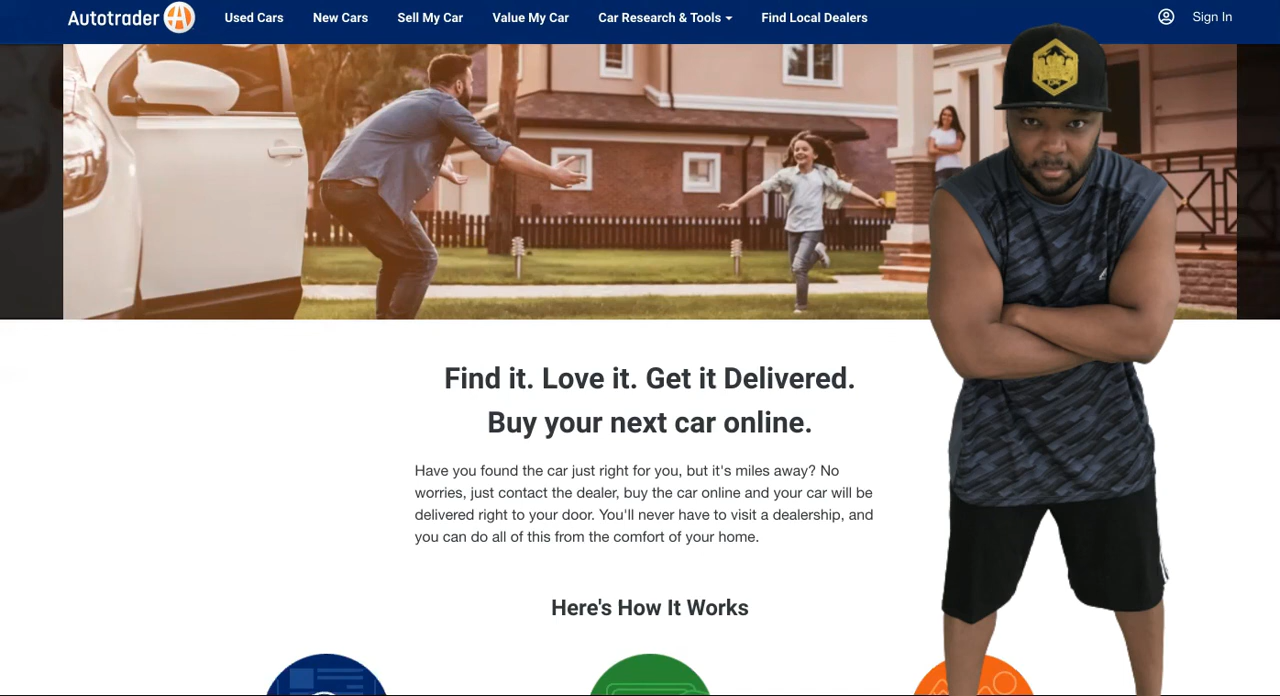 Autotrader
Used Cars
New Cars
Sell My Car
Value My Car
Car Research & Tools
Find Local Dealers
Sign In
Find it. Love it. Get it Delivered.
Buy your next car online.
Have you found the car just right for you, but it's miles away? No
worries, just contact the dealer, buy the car online and your car will be
delivered right to your door. You'll never have to visit a dealership, and
you can do all of this from the comfort of your home.
Here's How It Works